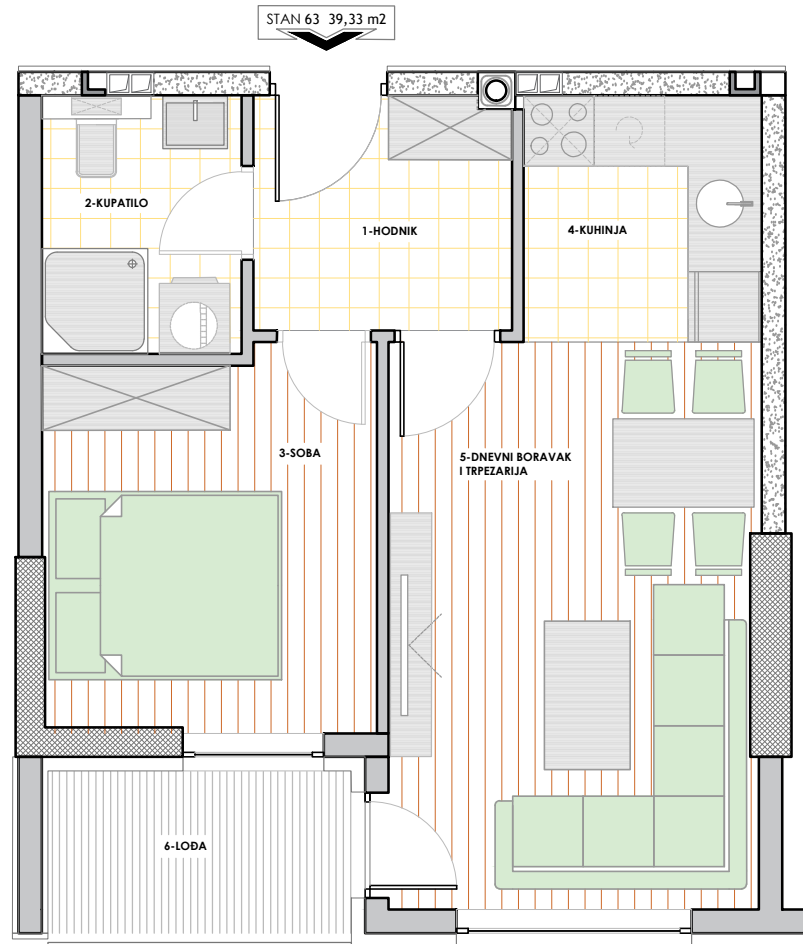 STAN 63 39,33 m2
2-KUPATILO
1-HODNIK
4-KUHINJA
3-SOBA
5-DNEVNI BORAVAK
I TRPEZARIJA
6-LOĐA